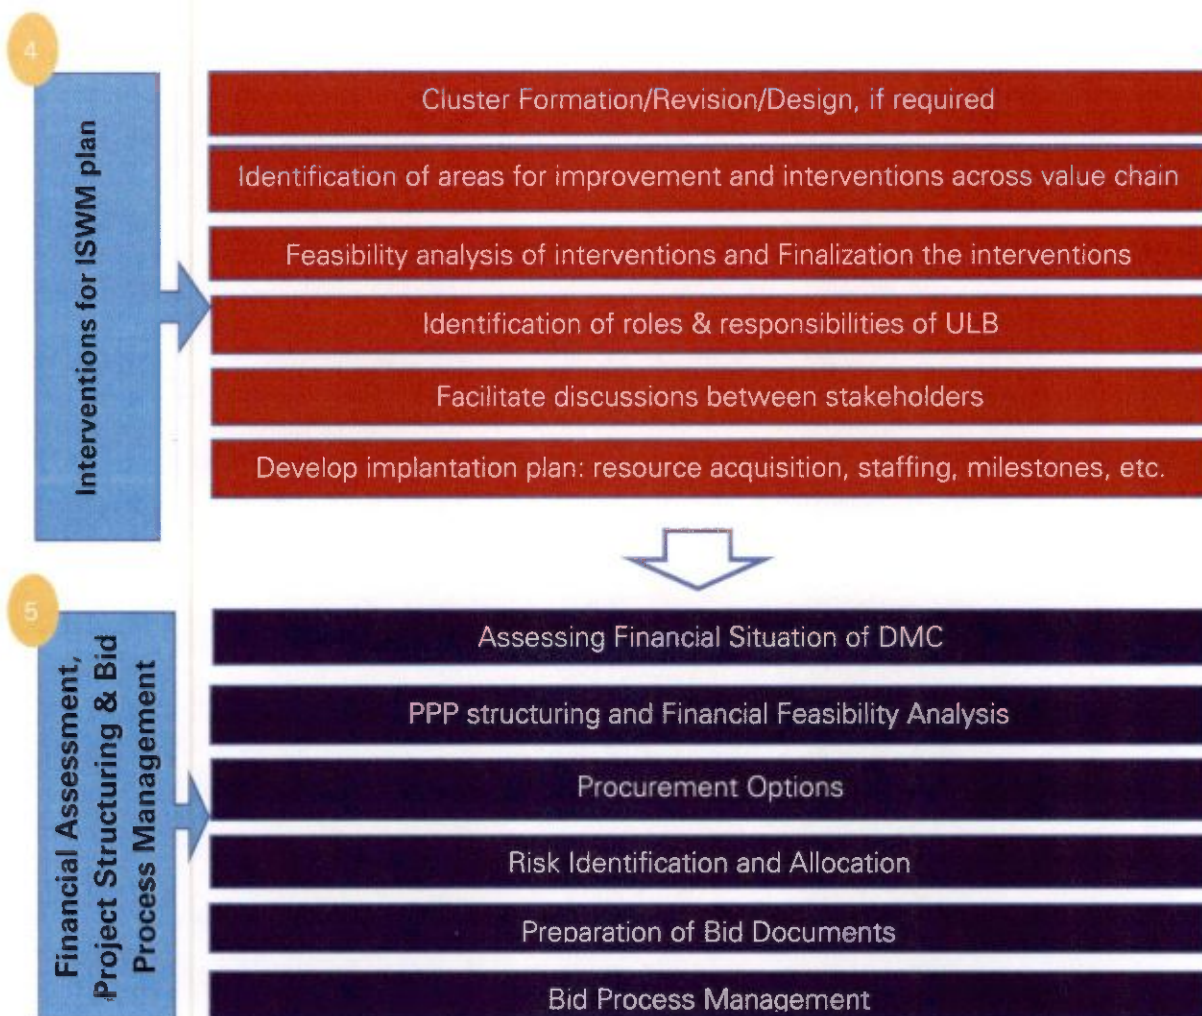 4
Interventions for ISWM plan
Cluster Formation/Revision/Design, if required
Identification of areas for improvement and interventions across value chain
Feasibility analysis of interventions and Finalization the interventions
Identification of roles & responsibilities of ULB
Facilitate discussions between stakeholders
Develop implantation plan: resource acquisition, staffing, milestones, etc.
5
Financial Assessment,
Project Structuring & Bid
Process Management
Assessing Financial Situation of DMC
PPP structuring and Financial Feasibility Analysis
Procurement Options
Risk Identification and Allocation
Preparation of Bid Documents
Bid Process Management